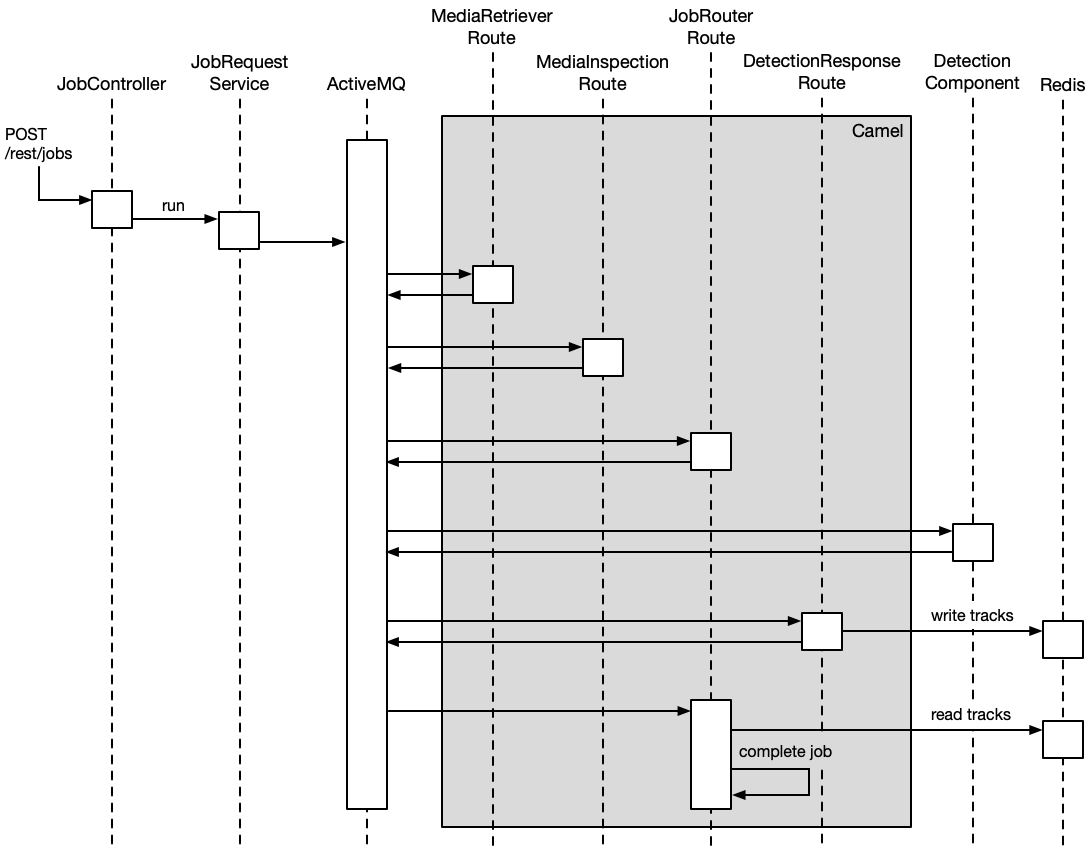 MediaRetriever
Route
JobRouter
Route
JobRequest
Service
MediaInspection
Route
DetectionResponse
Route
Detection
Component
JobController
ActiveMQ
Redis
POST
/rest/jobs
Camel
run
write tracks
read tracks
complete job